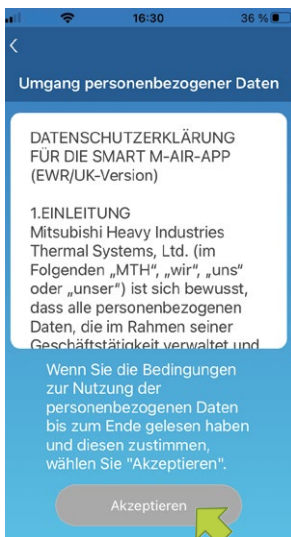 16:30 36 %
Umgang personenbezogener Daten
DATENSCHUTZERKLÄRUNG
FÜR DIE SMART M-AIR-APP
(EWR/UK-Version)
1.EINLEITUNG
Mitsubishi Heavy Industries
Thermal Systems, Ltd. (im
Folgenden „MTH“, „wir“, „uns“
oder „unser“) ist sich bewusst,
dass alle personenbezogenen
Daten, die im Rahmen seiner
Geschäftstätigkeit verwaltet und
Wenn Sie die Bedingungen
zur Nutzung der
personenbezogenen Daten
bis zum Ende gelesen haben
und diesen zustimmen,
wählen Sie "Akzeptieren".
Akzeptieren